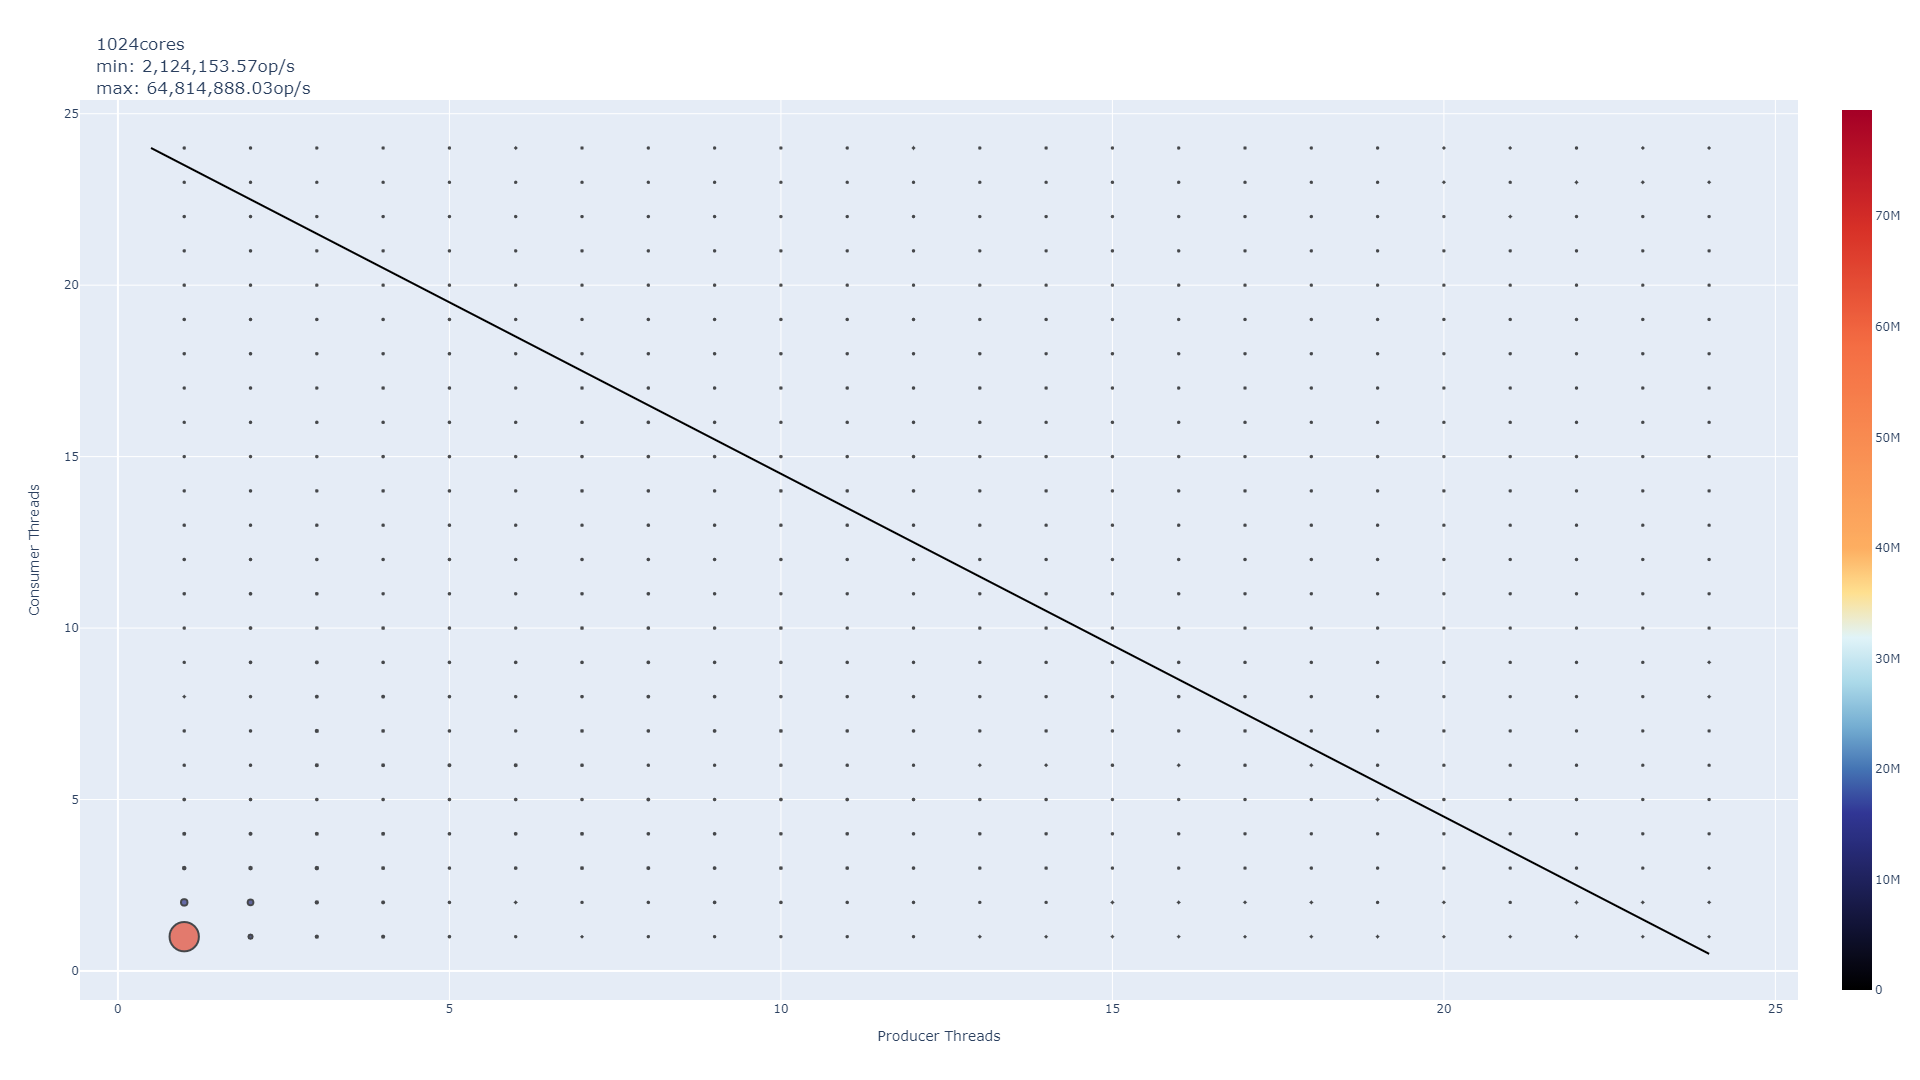 1024cores
min: 2,124,153.57op/s
max: 64,814,888.03op/s
25
20
15
10
5
0
Consumer Threads
0
5
10
15
20
25
Producer Threads
70M
60M
50M
40M
30M
20M
10M
0